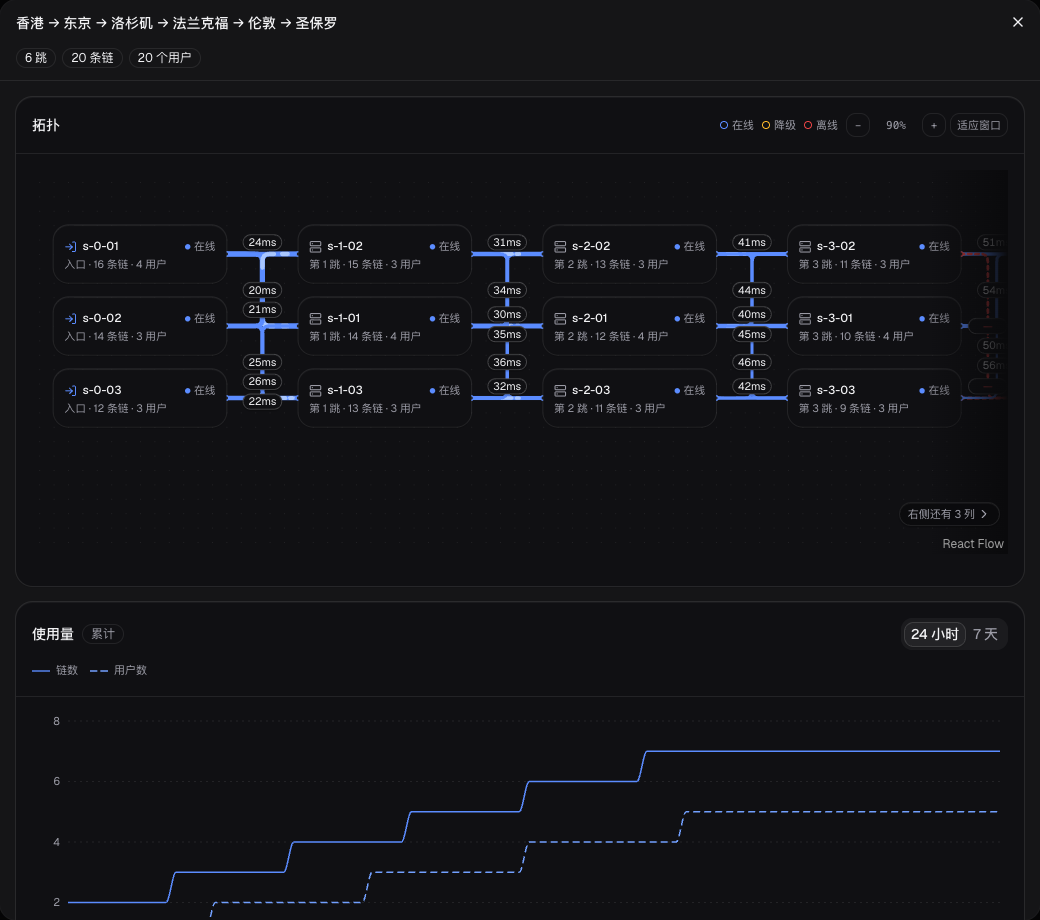 香港 → 东京 → 洛杉矶 → 法兰克福 → 伦敦 → 圣保罗
6 跳 20 条链 20 个用户
拓扑
在线 降级 离线 − 90% + 适应窗口
s-0-01 在线 24ms s-1-02 在线 31ms s-2-02 在线 41ms s-3-02 在线 51m
入口 · 16 条链 · 4 用户 第 1 跳 · 15 条链 · 3 用户 第 2 跳 · 13 条链 · 3 用户 第 3 跳 · 11 条链 · 3 用户
20ms 34ms 44ms 54m
21ms 30ms 40ms
s-0-02 在线 s-1-01 在线 s-2-01 在线 s-3-01 在线
入口 · 14 条链 · 3 用户 第 1 跳 · 14 条链 · 4 用户 第 2 跳 · 12 条链 · 4 用户 第 3 跳 · 10 条链 · 4 用户
35ms 45ms 50m
25ms 36ms 46ms 56m
26ms 32ms 42ms
s-0-03 在线 s-1-03 在线 s-2-03 在线 s-3-03 在线
22ms
入口 · 12 条链 · 3 用户 第 1 跳 · 13 条链 · 3 用户 第 2 跳 · 11 条链 · 3 用户 第 3 跳 · 9 条链 · 3 用户
右侧还有 3 列 >
React Flow
使用量 累计 24 小时 7 天
链数 用户数
8
6
4
2